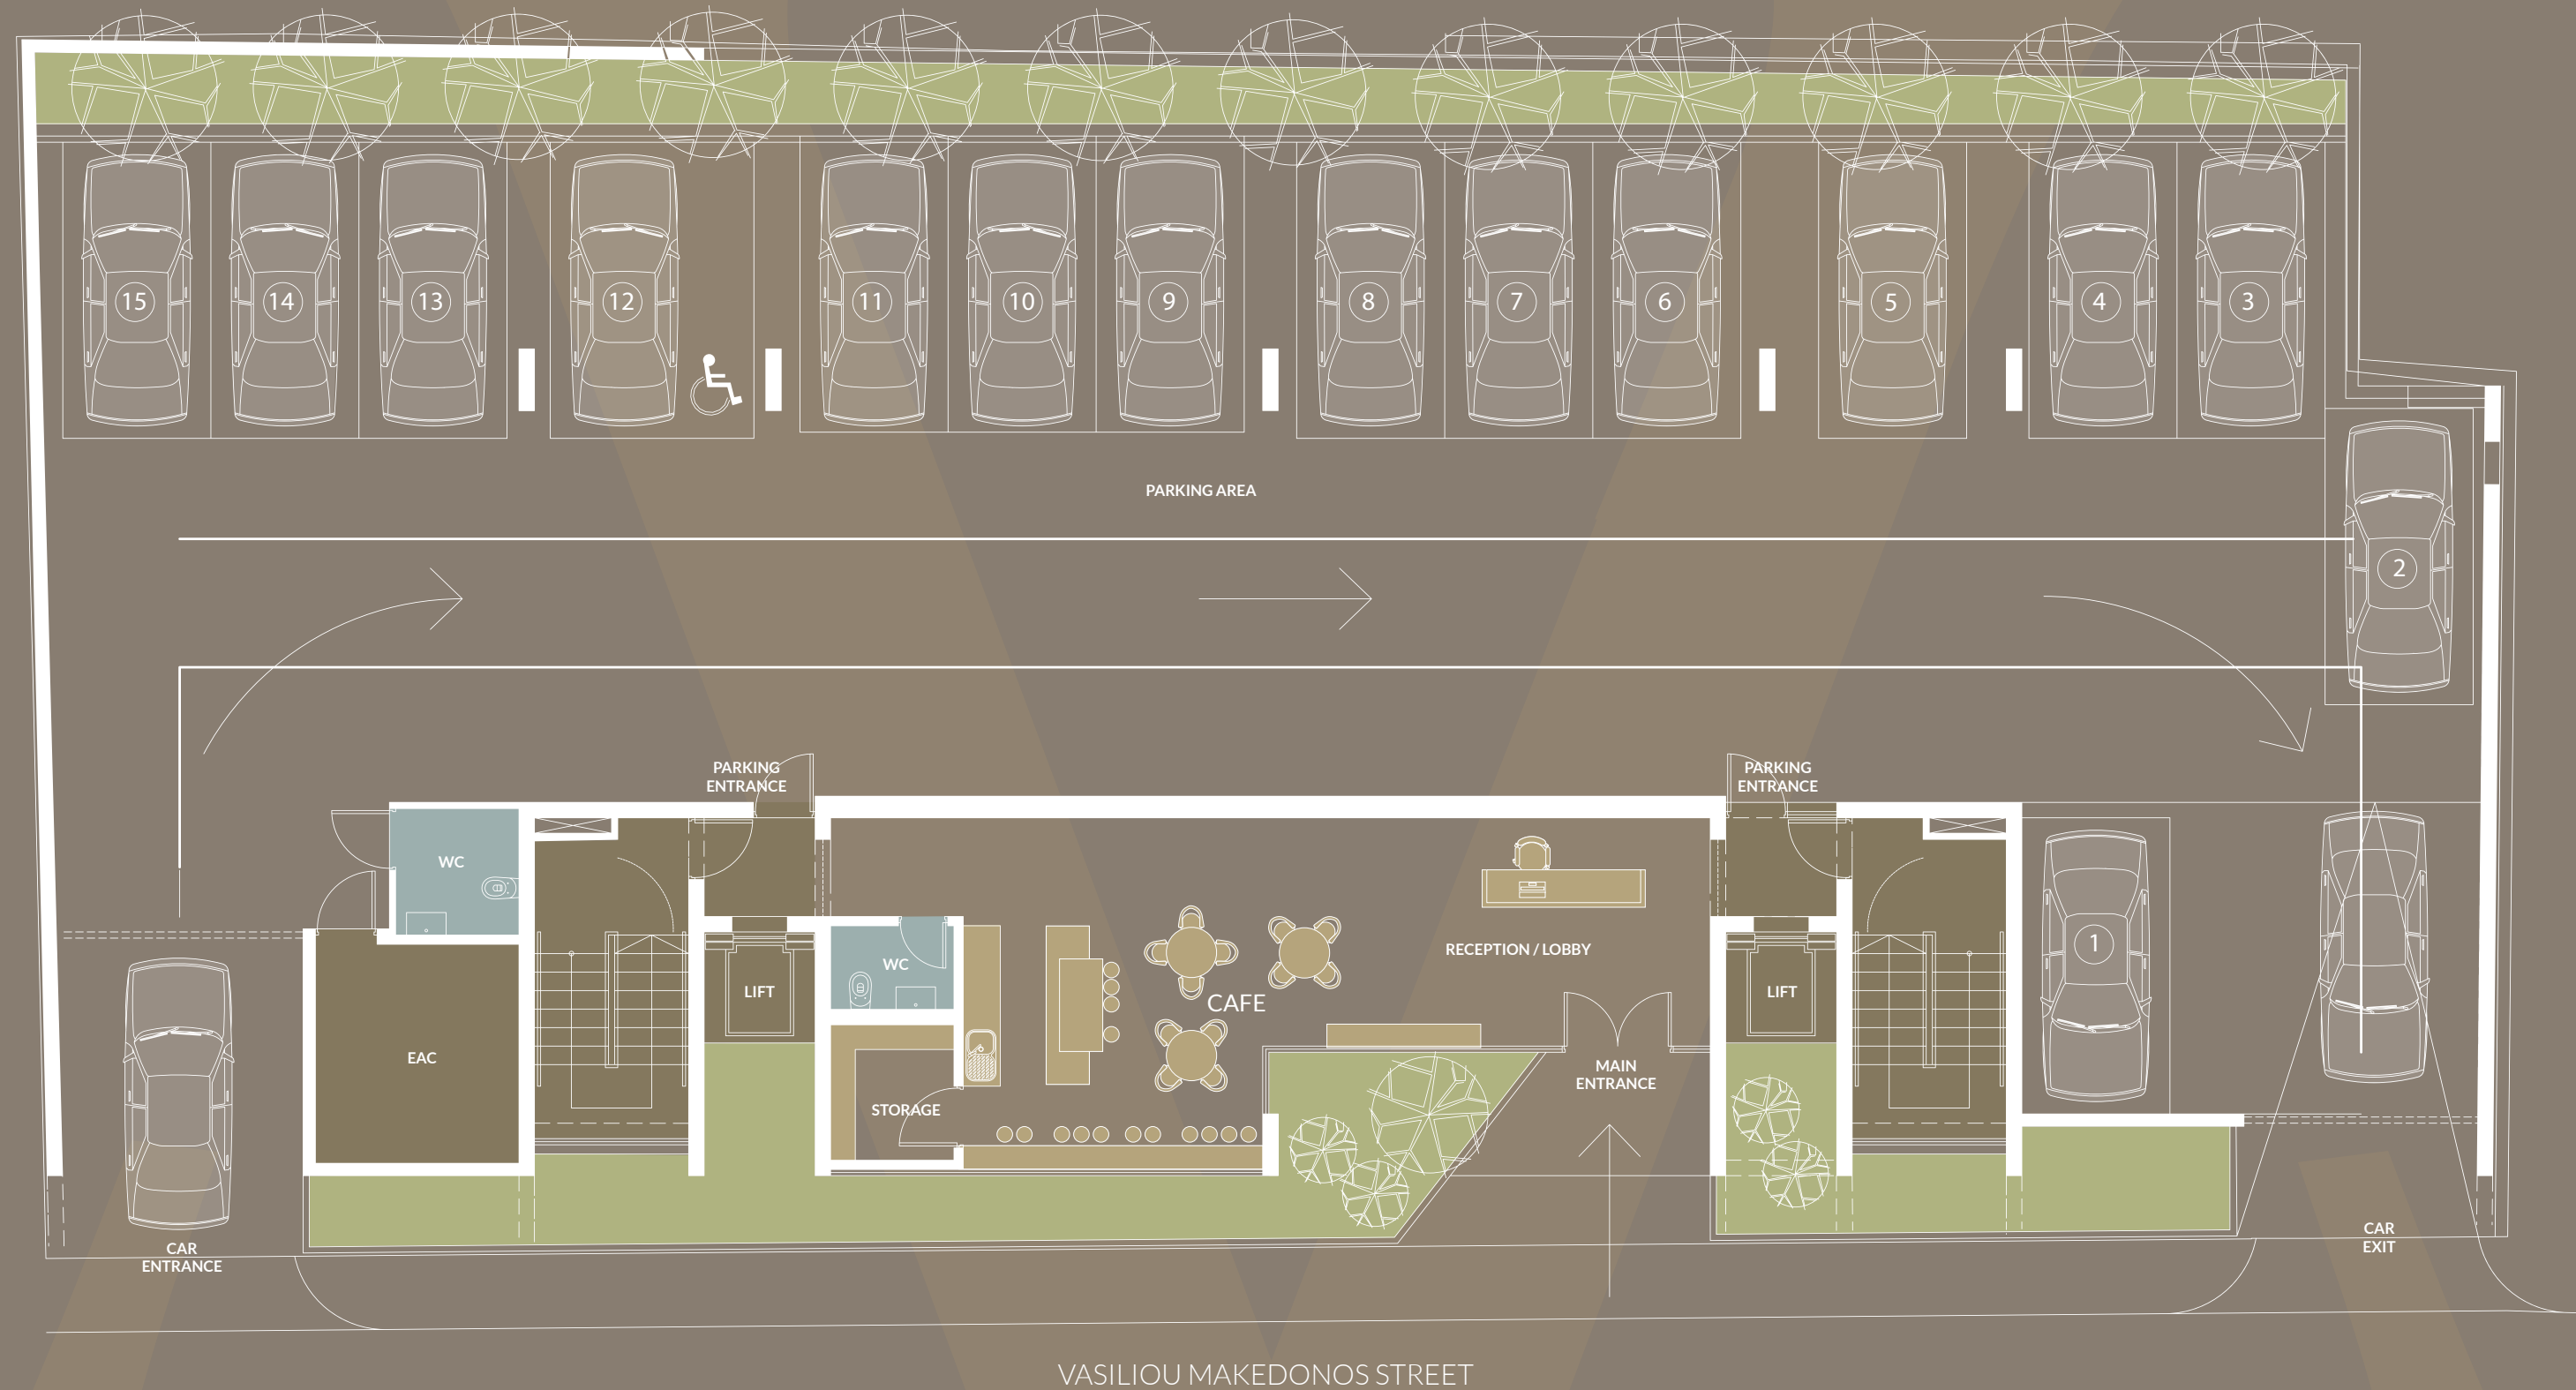 15
14
13
12
11
10
9
8
7
6
5
4
3
2
PARKING AREA
PARKING
ENTRANCE
PARKING
ENTRANCE
WC
RECEPTION / LOBBY
1
WC
LIFT
CAFE
LIFT
EAC
MAIN
ENTRANCE
STORAGE
CAR
ENTRANCE
CAR
EXIT
VASILIOU MAKEDONOS STREET